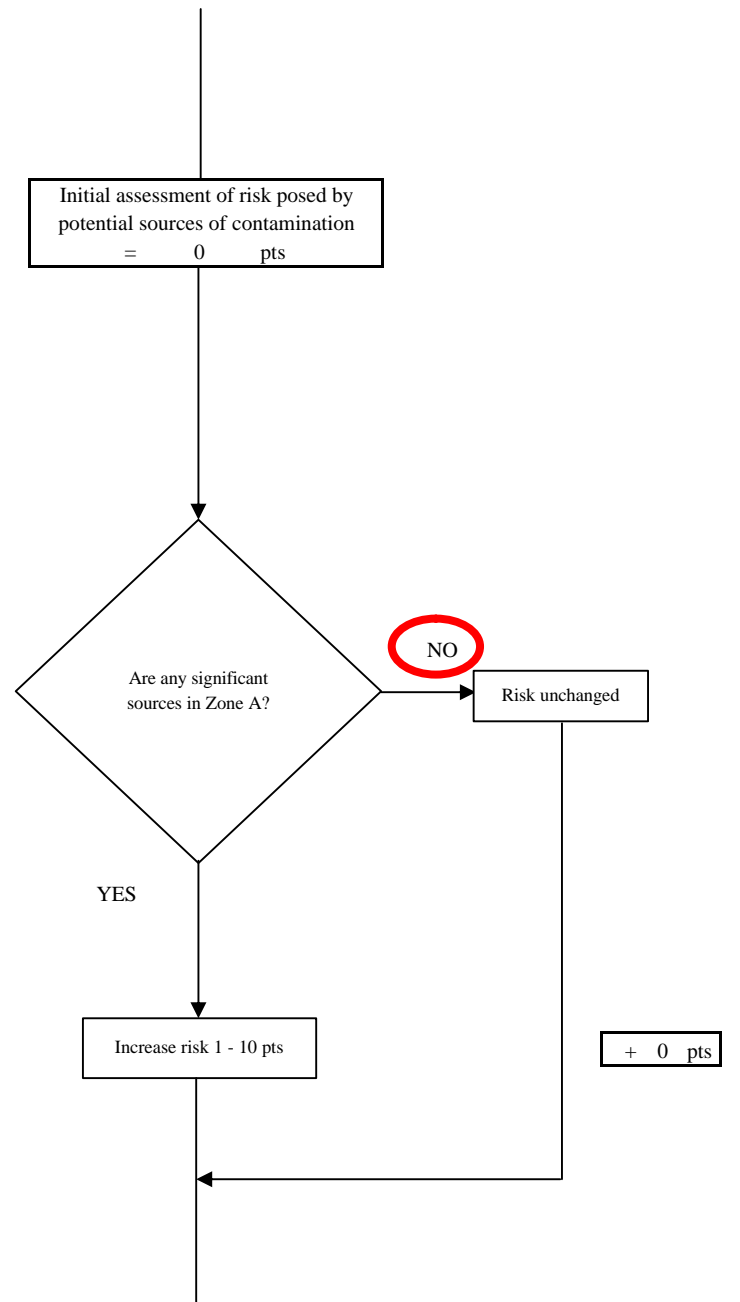 Initial assessment of risk posed by
potential sources of contamination
= 0 pts
NO
Are any significant
sources in Zone A?
Risk unchanged
YES
Increase risk 1 - 10 pts
+ 0 pts